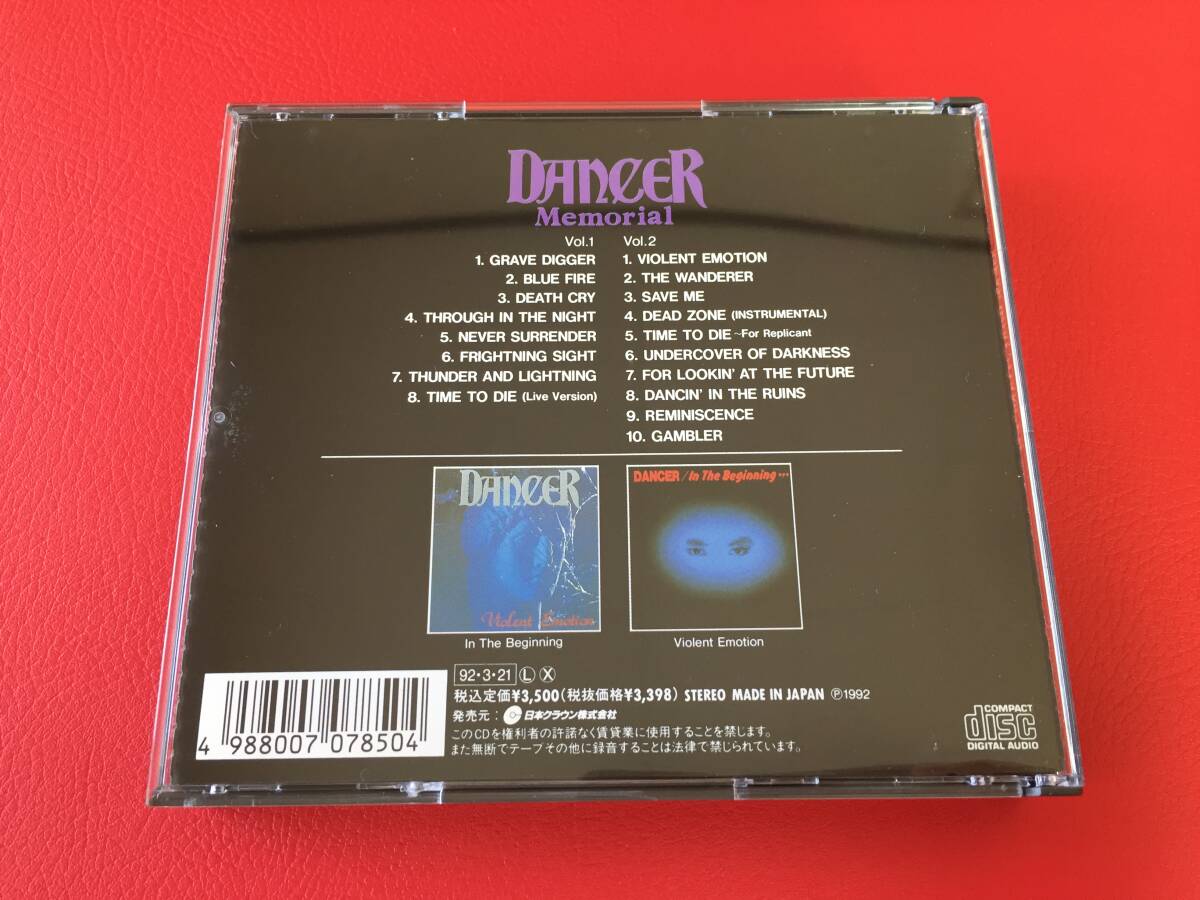 DANCER
Memorial
Vol.1
1. GRAVE DIGGER
2. BLUE FIRE
3. DEATH CRY
4. THROUGH IN THE NIGHT
5. NEVER SURRENDER
6. FRIGHTNING SIGHT
7. THUNDER AND LIGHTNING
8. TIME TO DIE (Live Version)
Vol.2
1. VIOLENT EMOTION
2. THE WANDERER
3. SAVE ME
4. DEAD ZONE (INSTRUMENTAL)
5. TIME TO DIE ~For Replicant
6. UNDERCOVER OF DARKNESS
7. FOR LOOKIN' AT THE FUTURE
8. DANCIN' IN THE RUINS
9. REMINISCENCE
10. GAMBLER
DANCER
Violent Emotion
In The Beginning
DANCER/In The Beginning...
Violent Emotion
92・3・21 L X
税込定価¥3,500(税抜価格¥3,398) STEREO MADE IN JAPAN ℗1992
発売元: 日本クラウン株式会社
このCDを権利者の許諾なく賃貸業に使用することを禁じます。
また無断でテープその他に録音することは法律で禁じられています。
4 988007 078504
COMPACT
disc
DIGITAL AUDIO